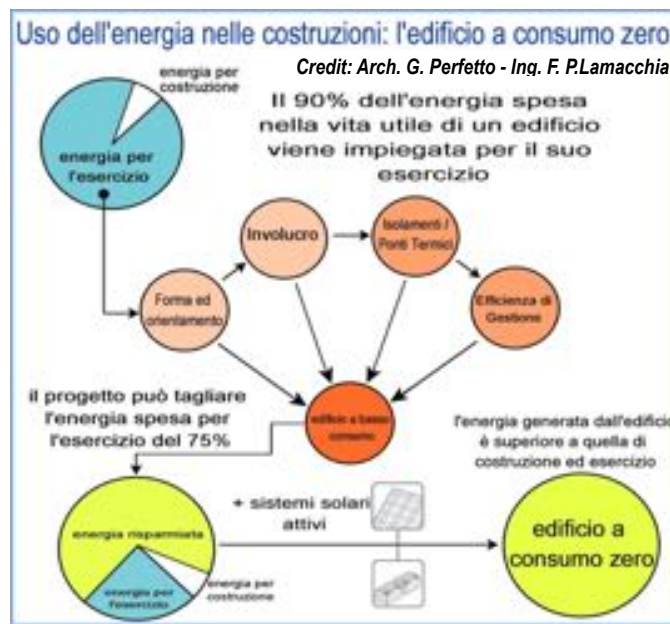 Uso dell'energia nelle costruzioni: l'edificio a consumo zero
Credit: Arch. G. Perfetto - Ing. F. P.Lamacchia
energia per
costruzione
energia per
l'esercizio
Il 90% dell'energia spesa
nella vita utile di un edificio
viene impiegata per il suo
esercizio
Involucro
Isolamenti /
Ponti Termici
Forma ed
orientamento
Efficienza di
Gestione
il progetto può tagliare
l'energia spesa per
l'esercizio del 75%
edificio a basso
consumo
l'energia generata dall'edificio
è superiore a quella di
costruzione ed esercizio
energia risparmiata
energia per
l'esercizio
energia per
costruzione
+ sistemi solari
attivi
edificio a
consumo zero